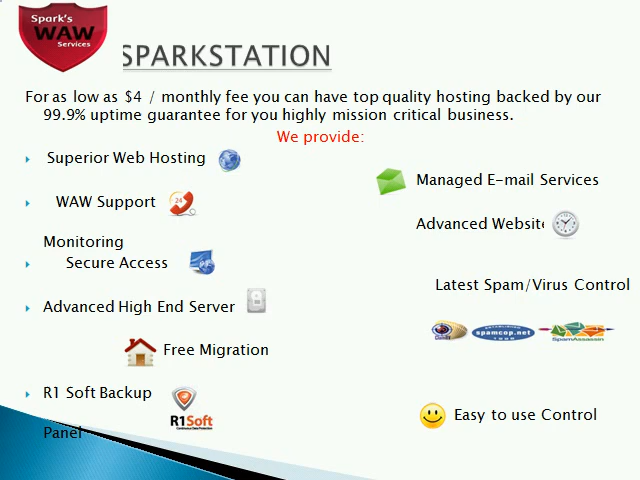 Spark's
WAW
Services
SPARKSTATION
For as low as $4 / monthly fee you can have top quality hosting backed by our
99.9% uptime guarantee for you highly mission critical business.
We provide:
Superior Web Hosting
Managed E-mail Services
WAW Support
24
Advanced Website
Monitoring
Secure Access
Latest Spam/Virus Control
Advanced High End Server
spamcop.net
SpamAssassin
Free Migration
R1 Soft Backup
R1Soft
Easy to use Control
Panel